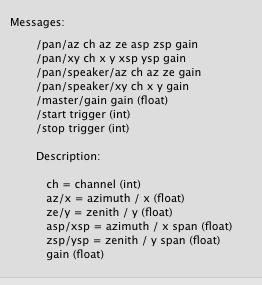 Messages:
/pan/az ch az ze asp zsp gain
/pan/xy ch x y xsp ysp gain
/pan/speaker/az ch az ze gain
/pan/speaker/xy ch x y gain
/master/gain gain (float)
/start trigger (int)
/stop trigger (int)
Description:
ch = channel (int)
az/x = azimuth / x (float)
ze/y = zenith / y (float)
asp/xsp = azimuth / x span (float)
zsp/ysp = zenith / y span (float)
gain (float)